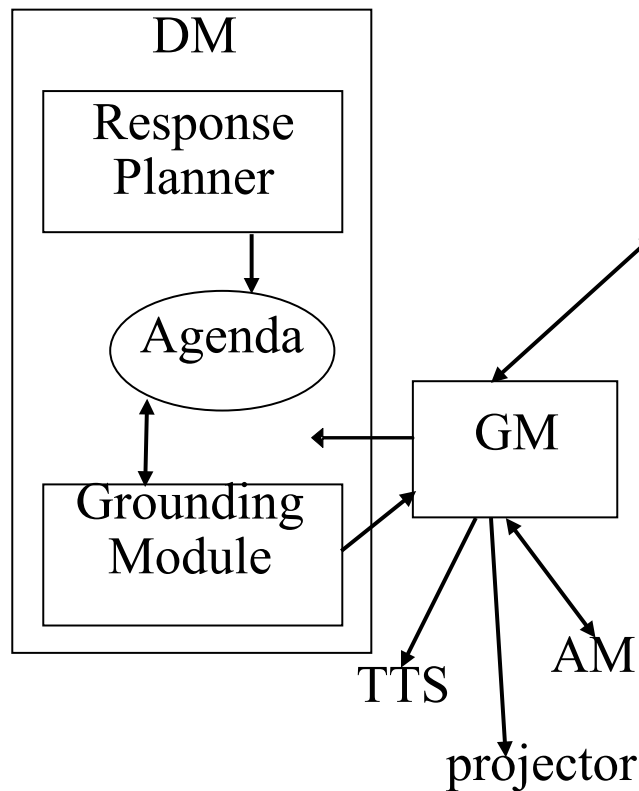 DM
Response
Planner
Agenda
GM
Grounding
Module
AM
TTS
projector